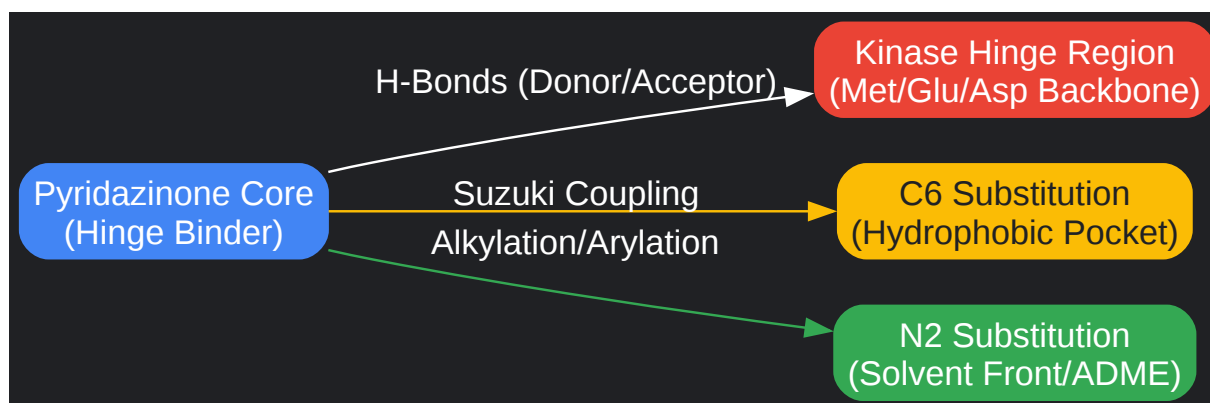 Kinase Hinge Region
(Met/Glu/Asp Backbone)
H-Bonds (Donor/Acceptor)
Pyridazinone Core
(Hinge Binder)
Suzuki Coupling
C6 Substitution
(Hydrophobic Pocket)
Alkylation/Arylation
N2 Substitution
(Solvent Front/ADME)